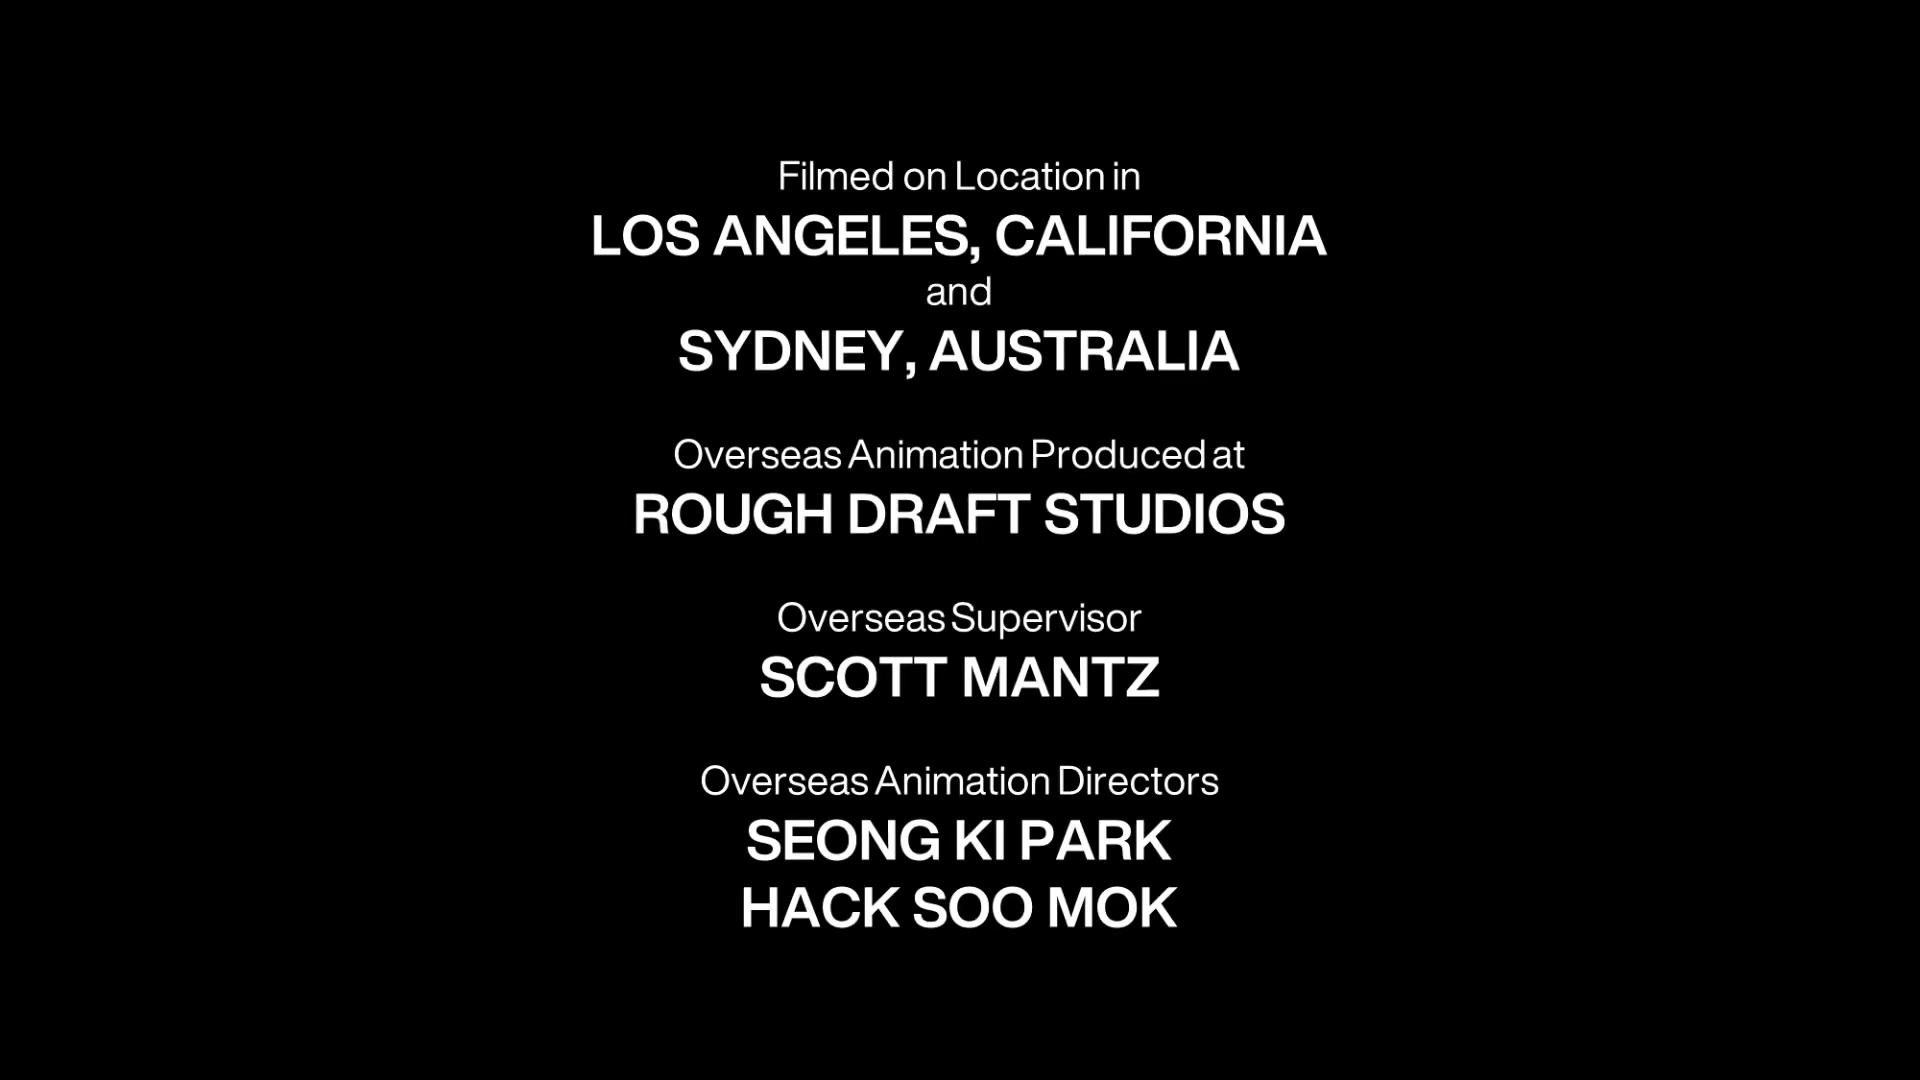 Filmed on Location in
LOS ANGELES, CALIFORNIA
and
SYDNEY, AUSTRALIA
Overseas Animation Produced at
ROUGH DRAFT STUDIOS
Overseas Supervisor
SCOTT MANTZ
Overseas Animation Directors
SEONG KI PARK
HACK SOO MOK